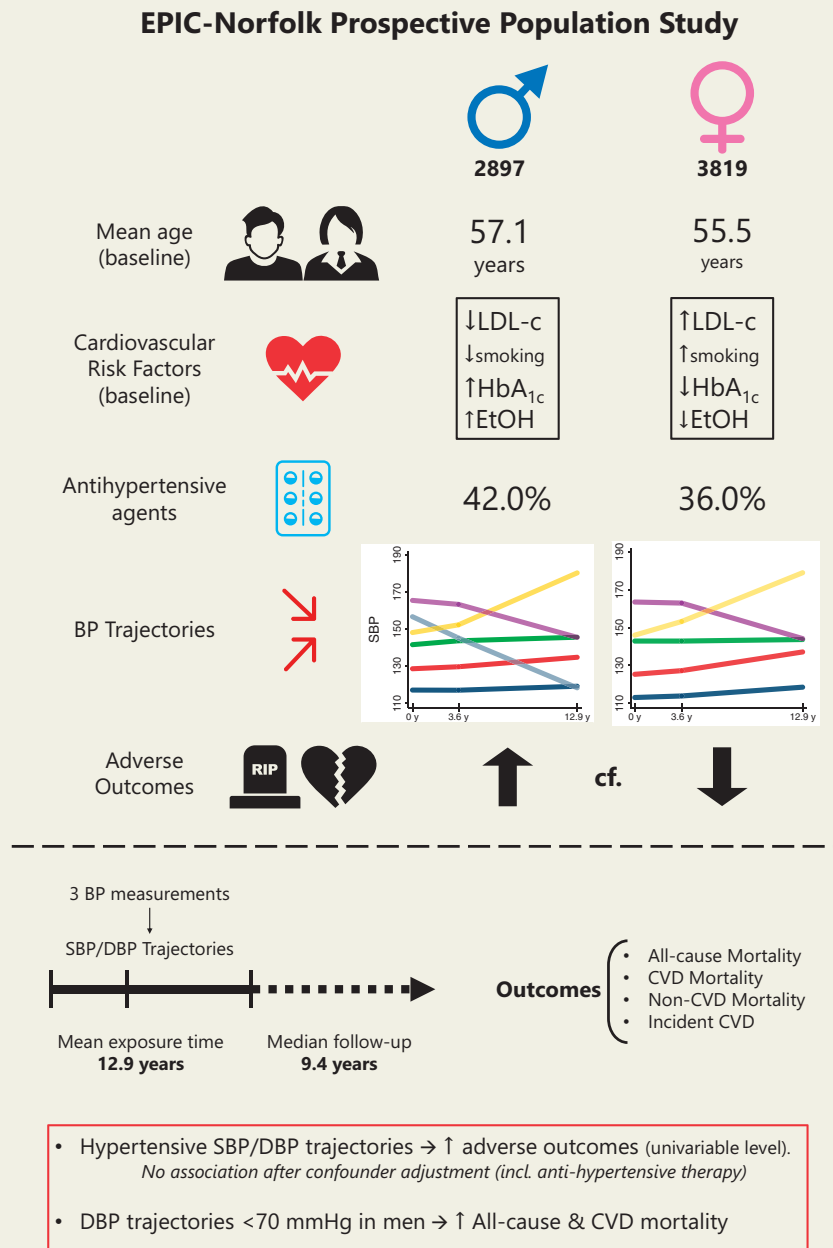 EPIC-Norfolk Prospective Population Study
2897
3819
Mean age
(baseline)
57.1
years
55.5
years
Cardiovascular
Risk Factors
(baseline)
↓LDL-c
↓smoking
↑HbA1c
↑EtOH
↑LDL-c
↑smoking
↓HbA1c
↓EtOH
Antihypertensive
agents
42.0%
36.0%
BP Trajectories
SBP
190
170
150
130
110
0 y
3.6 y
12.9 y
190
170
150
130
110
0 y
3.6 y
12.9 y
Adverse
Outcomes
RIP
cf.
3 BP measurements
SBP/DBP Trajectories
Mean exposure time
12.9 years
Median follow-up
9.4 years
Outcomes
• All-cause Mortality
• CVD Mortality
• Non-CVD Mortality
• Incident CVD
• Hypertensive SBP/DBP trajectories → ↑ adverse outcomes (univariable level).
No association after confounder adjustment (incl. anti-hypertensive therapy)
• DBP trajectories <70 mmHg in men → ↑ All-cause & CVD mortality